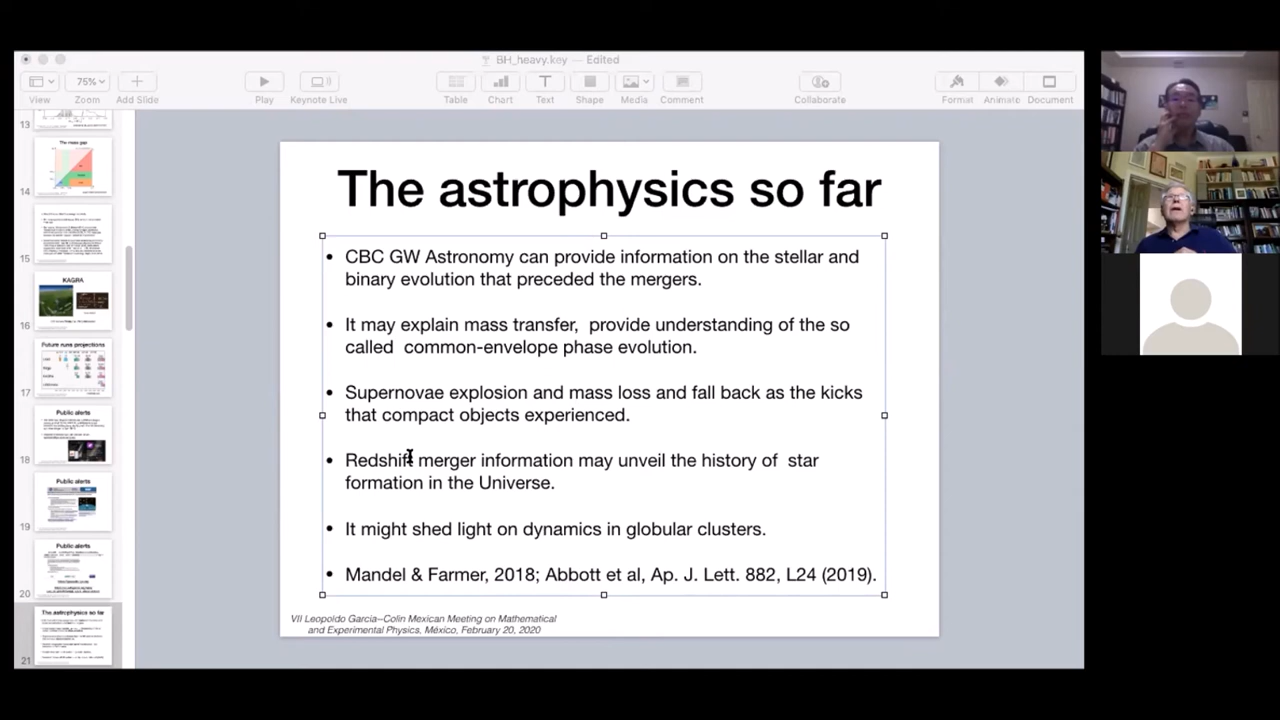 BH_heavy.key — Edited
75%
View Zoom Add Slide Play Keynote Live Table Chart Text Shape Media Comment Collaborate Format Animate Document
13
The mass gap
14
15
KAGRA
16
Future runs projections
17
Public alerts
18
Public alerts
19
Public alerts
20
The astrophysics so far
21
The astrophysics so far
• CBC GW Astronomy can provide information on the stellar and
binary evolution that preceded the mergers.
• It may explain mass transfer, provide understanding of the so
called common-envelope phase evolution.
• Supernovae explosion and mass loss and fall back as the kicks
that compact objects experienced.
• Redshift merger information may unveil the history of star
formation in the Universe.
• It might shed light on dynamics in globular clusters.
Mandel & Farmer, 2018; Abbott et al, Ap. J. Lett. 882, L24 (2019).
VII Leopoldo García–Colín Mexican Meeting on Mathematical
and Experimental Physics, México, February 20, 2020